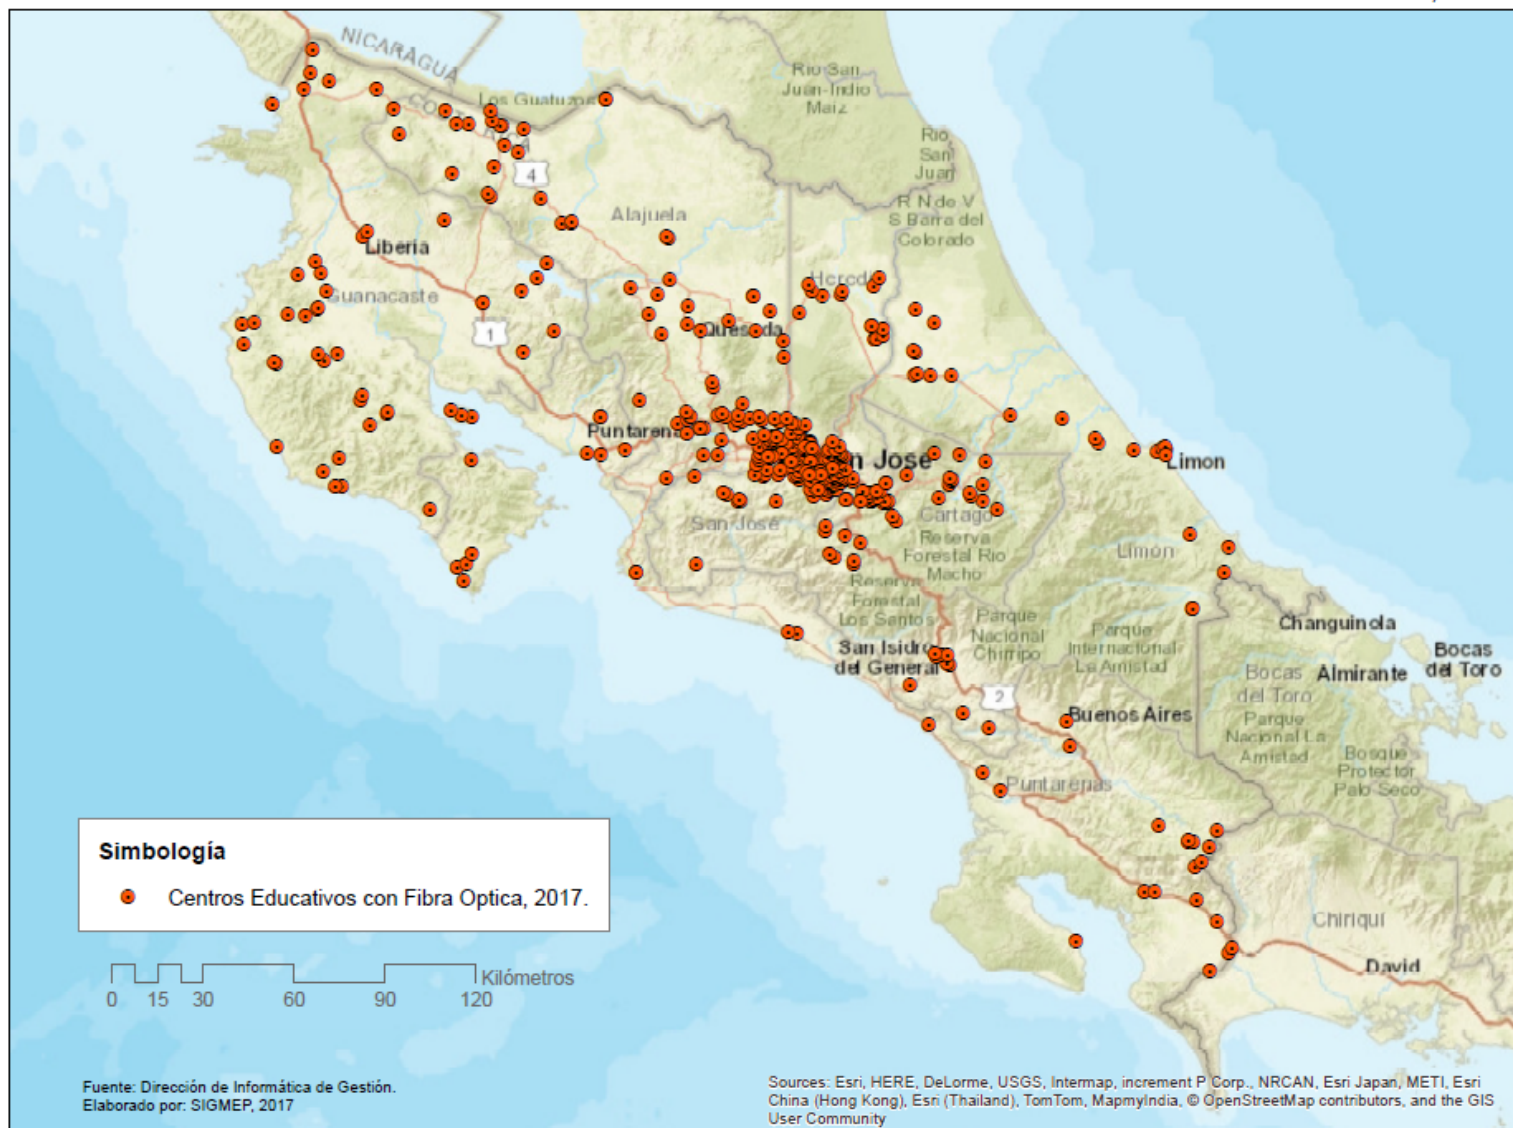 NICARAGUA
COSTA RICA
Los Guatuzos
Rio San
Juan-Indio
Maiz
Rio
San
Juan
R N de V
S Barra del
Colorado
4
Alajuela
Liberia
Guanacaste
Heredia
1
Quesada
Puntarenas
San Jose
Limon
San José
Cartago
Reserva
Forestal Rio
Macho
Limon
Reserva
Forestal
Los Santos
Parque
Nacional
Chirripo
Parque
Internacional
La Amistad
Changuinola
Bocas
del Toro
Almirante
Bocas
del Toro
San Isidro
del General
2
Buenos Aires
Parque
Nacional La
Amistad
Bosque
Protector
Palo Seco
Puntarenas
Chiriquí
David
Simbología
Centros Educativos con Fibra Optica, 2017.
Kilómetros
0 15 30 60 90 120
Fuente: Dirección de Informática de Gestión.
Elaborado por: SIGMEP, 2017
Sources: Esri, HERE, DeLorme, USGS, Intermap, increment P Corp., NRCAN, Esri Japan, METI, Esri
China (Hong Kong), Esri (Thailand), TomTom, MapmyIndia, © OpenStreetMap contributors, and the GIS
User Community